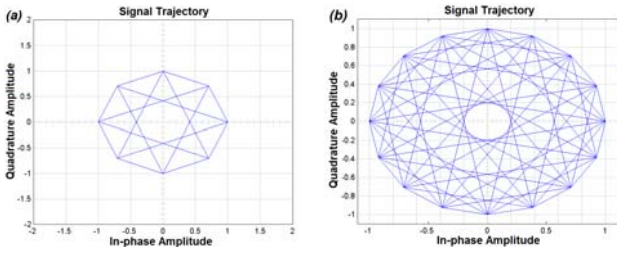 (a)
Signal Trajectory
Quadrature Amplitude
2
1.5
1
0.5
0
-0.5
-1
-1.5
-2
-2 -1.5 -1 -0.5 0 0.5 1 1.5 2
In-phase Amplitude
(b)
Signal Trajectory
Quadrature Amplitude
1
0.8
0.6
0.4
0.2
0
-0.2
-0.4
-0.6
-0.8
-1
-1 -0.5 0 0.5 1
In-phase Amplitude